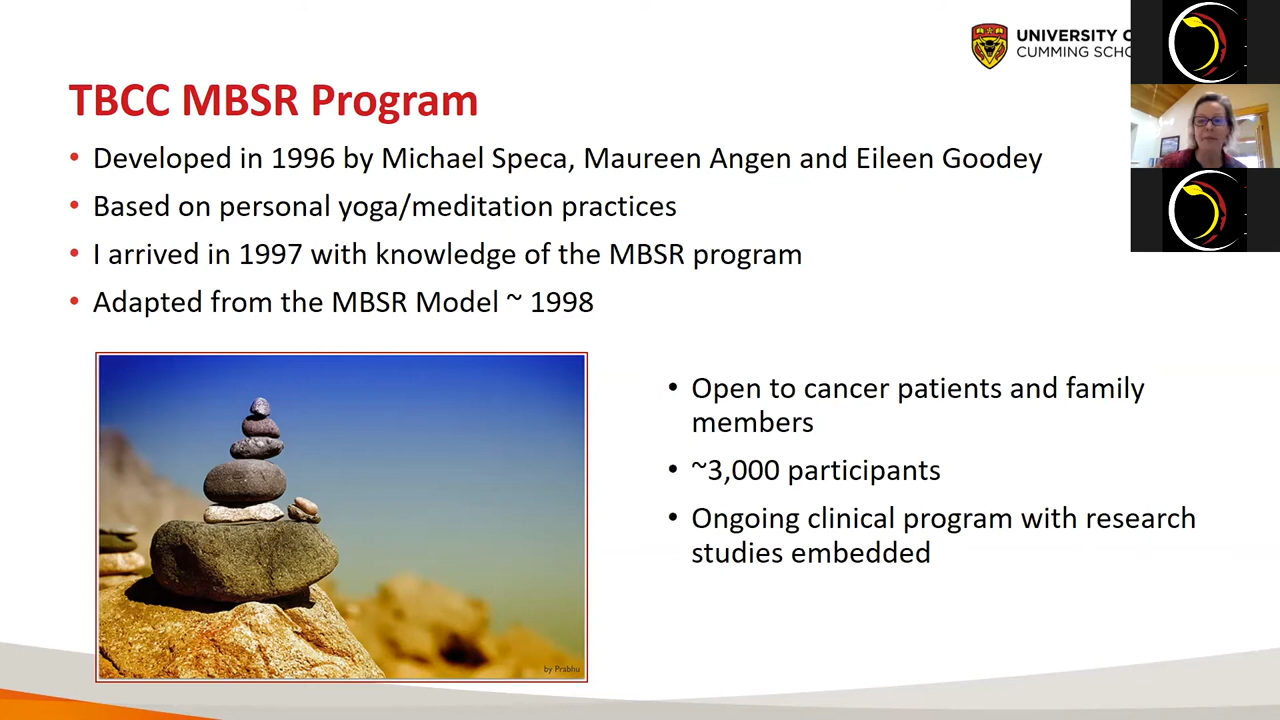 UNIVERSITY
CUMMING
TBCC MBSR Program
• Developed in 1996 by Michael Speca, Maureen Angen and Eileen Goodey
• Based on personal yoga/meditation practices
• I arrived in 1997 with knowledge of the MBSR program
• Adapted from the MBSR Model ~ 1998
• Open to cancer patients and family
members
• ~3,000 participants
• Ongoing clinical program with research
studies embedded
by Prabhu